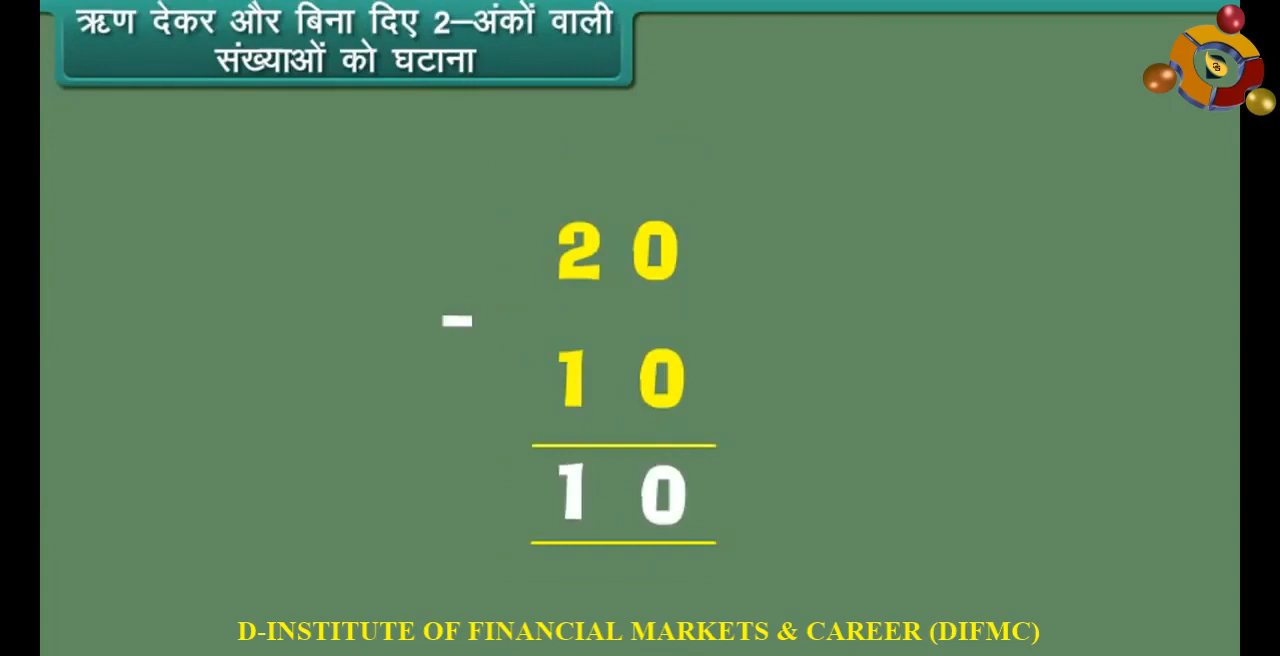 ऋण देकर और बिना दिए 2–अंकों वाली
संख्याओं को घटाना
2 0
-
1 0
1 0
D-INSTITUTE OF FINANCIAL MARKETS & CAREER (DIFMC)